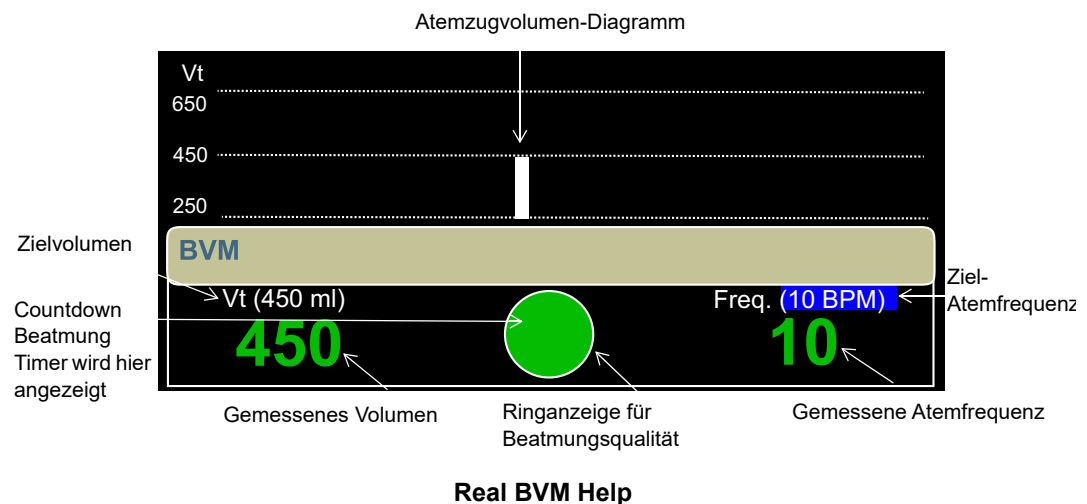 Atemzugvolumen-Diagramm
Vt
650
450
250
Zielvolumen
BVM
Ziel-
Atemfrequenz
Vt (450 ml)
Freq. (10 BPM)
Countdown
Beatmung
Timer wird hier
angezeigt
450
10
Gemessenes Volumen
Ringanzeige für
Beatmungsqualität
Gemessene Atemfrequenz
Real BVM Help